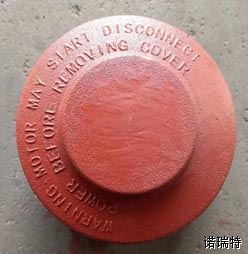 WARNING MOTOR MAY START DISCONNECT
POWER BEFORE REMOVING COVER
诺瑞特